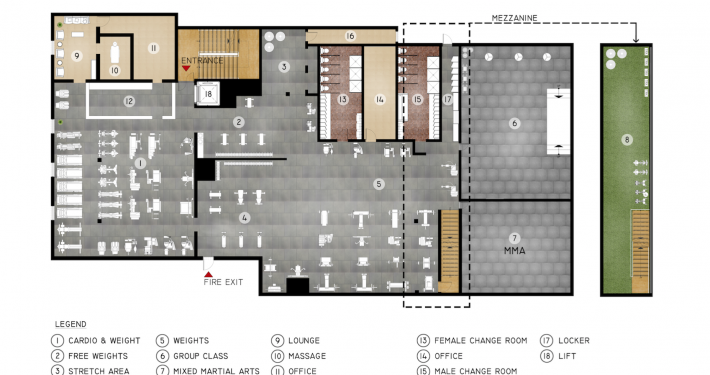 MEZZANINE
16
9
10
11
ENTRANCE
3
12
18
13
14
15
17
2
6
8
1
5
4
7
MMA
FIRE EXIT
LEGEND
1 CARDIO & WEIGHT 5 WEIGHTS 9 LOUNGE 13 FEMALE CHANGE ROOM 17 LOCKER
2 FREE WEIGHTS 6 GROUP CLASS 10 MASSAGE 14 OFFICE 18 LIFT
3 STRETCH AREA 7 MIXED MARTIAL ARTS 11 OFFICE 15 MALE CHANGE ROOM